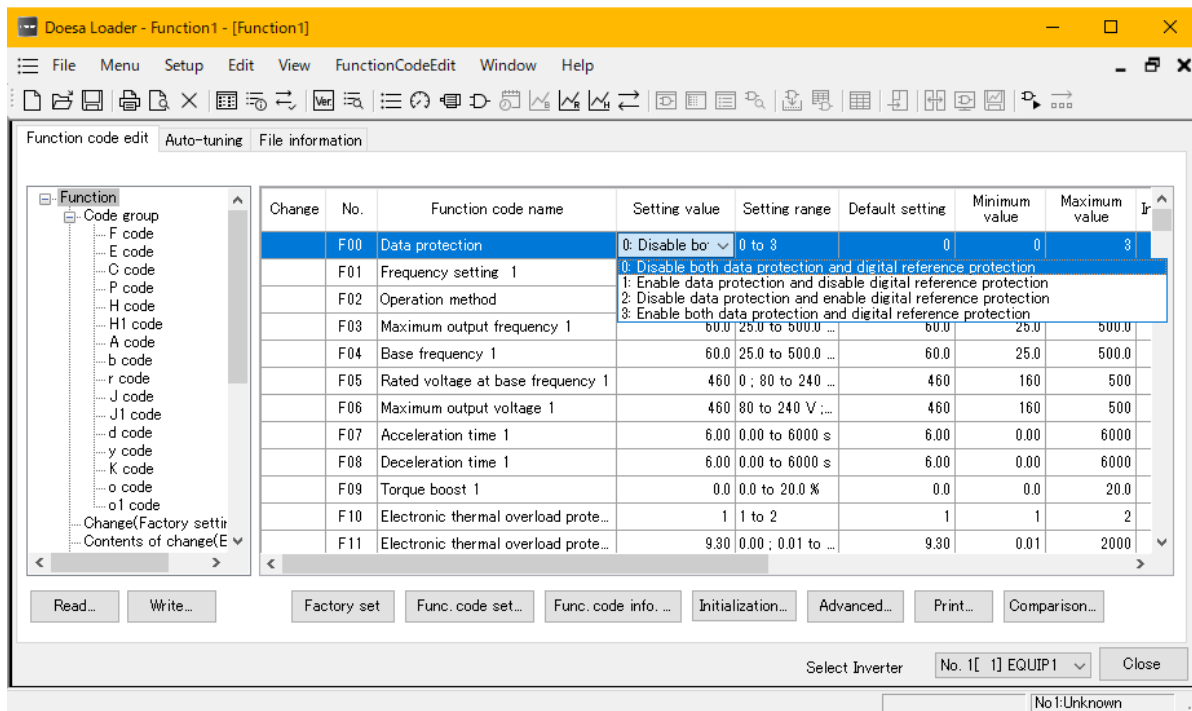 Doesa Loader - Function1 - [Function1]
File Menu Setup Edit View FunctionCodeEdit Window Help
Ver.
Function code edit Auto-tuning File information
Function
Code group
F code
E code
C code
P code
H code
H1 code
A code
b code
r code
J code
J1 code
d code
y code
K code
o code
o1 code
Change(Factory settir
Contents of change(E
Change No. Function code name Setting value Setting range Default setting Minimum value Maximum value Ir
F00 Data protection 0: Disable bo 0 to 3 0 0 3
0: Disable both data protection and digital reference protection
1: Enable data protection and disable digital reference protection
2: Disable data protection and enable digital reference protection
3: Enable both data protection and digital reference protection
F01 Frequency setting 1
F02 Operation method
F03 Maximum output frequency 1 60.0 25.0 to 500.0 ... 60.0 25.0 500.0
F04 Base frequency 1 60.0 25.0 to 500.0 ... 60.0 25.0 500.0
F05 Rated voltage at base frequency 1 460 0 ; 80 to 240 ... 460 160 500
F06 Maximum output voltage 1 460 80 to 240 V ;... 460 160 500
F07 Acceleration time 1 6.00 0.00 to 6000 s 6.00 0.00 6000
F08 Deceleration time 1 6.00 0.00 to 6000 s 6.00 0.00 6000
F09 Torque boost 1 0.0 0.0 to 20.0 % 0.0 0.0 20.0
F10 Electronic thermal overload prote... 1 1 to 2 1 1 2
F11 Electronic thermal overload prote... 9.30 0.00 ; 0.01 to ... 9.30 0.01 2000
Read... Write... Factory set Func. code set... Func. code info. ... Initialization... Advanced... Print... Comparison...
Select Inverter No. 1[ 1] EQUIP1 Close
No1:Unknown